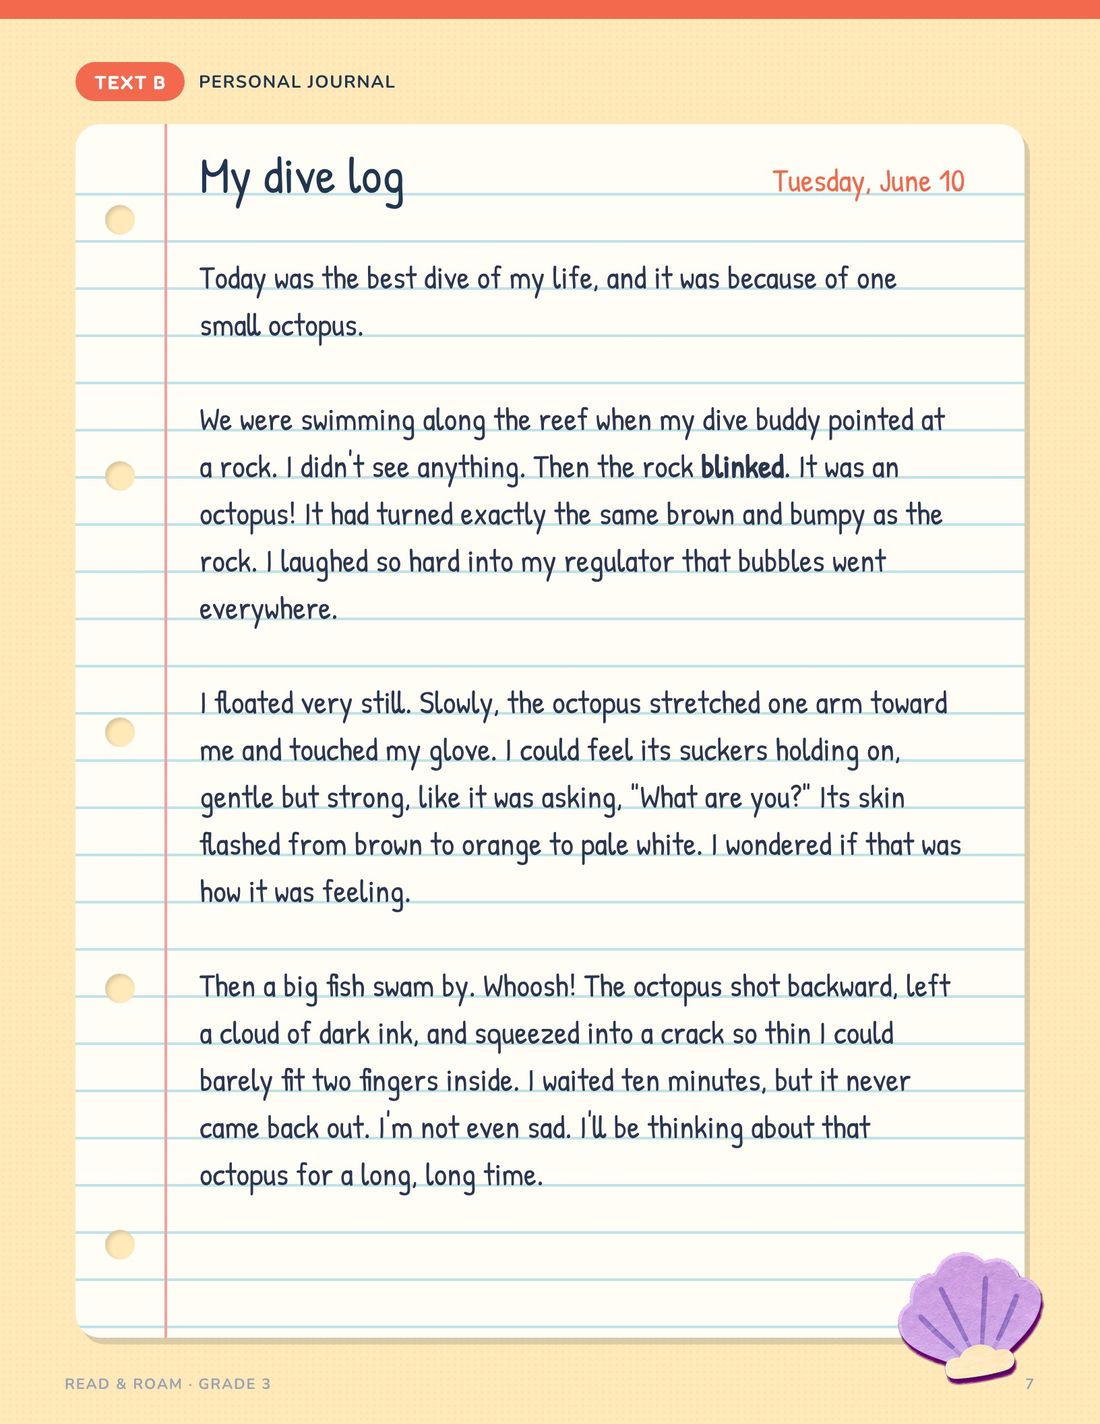 TEXT B
PERSONAL JOURNAL
My dive log
Tuesday, June 10
Today was the best dive of my life, and it was because of one
small octopus.
We were swimming along the reef when my dive buddy pointed at
a rock. I didn't see anything. Then the rock blinked. It was an
octopus! It had turned exactly the same brown and bumpy as the
rock. I laughed so hard into my regulator that bubbles went
everywhere.
I floated very still. Slowly, the octopus stretched one arm toward
me and touched my glove. I could feel its suckers holding on,
gentle but strong, like it was asking, "What are you?" Its skin
flashed from brown to orange to pale white. I wondered if that was
how it was feeling.
Then a big fish swam by. Whoosh! The octopus shot backward, left
a cloud of dark ink, and squeezed into a crack so thin I could
barely fit two fingers inside. I waited ten minutes, but it never
came back out. I'm not even sad. I'll be thinking about that
octopus for a long, long time.
READ & ROAM · GRADE 3
7